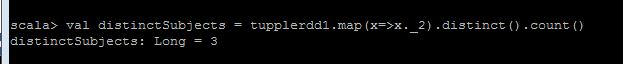 scala> val distinctSubjects = tupplerdd1.map(x=>x._2).distinct().count()
distinctSubjects: Long = 3